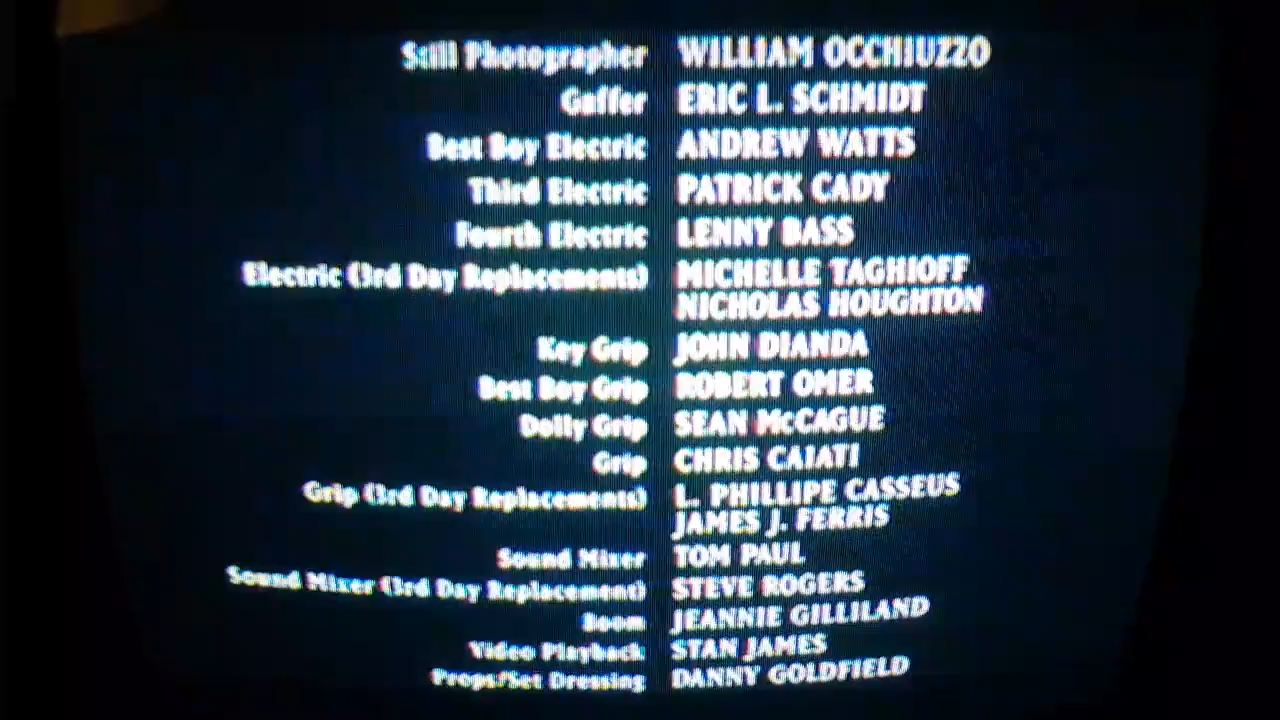 Still Photographer WILLIAM OCCHIUZZO
Gaffer ERIC L. SCHMIDT
Best Boy Electric ANDREW WATTS
Third Electric PATRICK CADY
Fourth Electric LENNY BASS
Electric (3rd Day Replacements) MICHELLE TAGHIOFF
NICHOLAS HOUGHTON
Key Grip JOHN DIANDA
Best Boy Grip ROBERT OMER
Dolly Grip SEAN McCAGUE
Grip CHRIS CAIATI
Grip (3rd Day Replacements) L. PHILLIPE CASSEUS
JAMES J. FERRIS
Sound Mixer TOM PAUL
Sound Mixer (3rd Day Replacement) STEVE ROGERS
Boom JEANNIE GILLILAND
Video Playback STAN JAMES
Props/Set Dressing DANNY GOLDFIELD